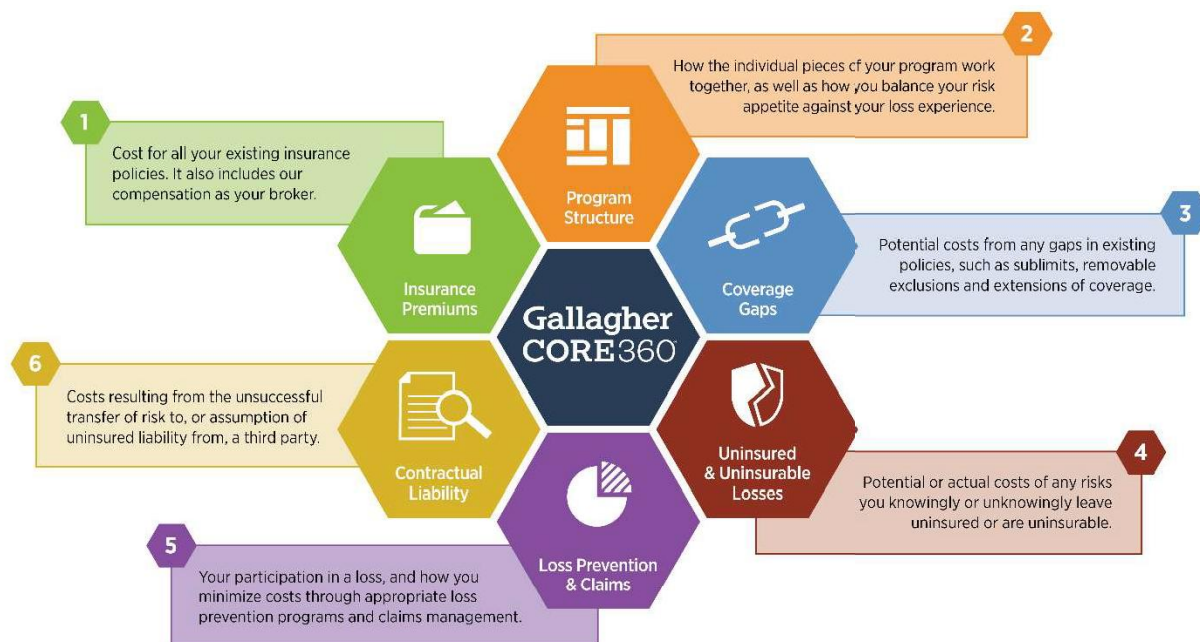 1
Cost for all your existing insurance
policies. It also includes our
compensation as your broker.
Insurance
Premiums
2
How the individual pieces of your program work
together, as well as how you balance your risk
appetite against your loss experience.
Program
Structure
3
Potential costs from any gaps in existing
policies, such as sublimits, removable
exclusions and extensions of coverage.
Coverage
Gaps
Gallagher
CORE360
4
Potential or actual costs of any risks
you knowingly or unknowingly leave
uninsured or are uninsurable.
Uninsured
& Uninsurable
Losses
5
Your participation in a loss, and how you
minimize costs through appropriate loss
prevention programs and claims management.
Loss Prevention
& Claims
6
Costs resulting from the unsuccessful
transfer of risk to, or assumption of
uninsured liability from, a third party.
Contractual
Liability